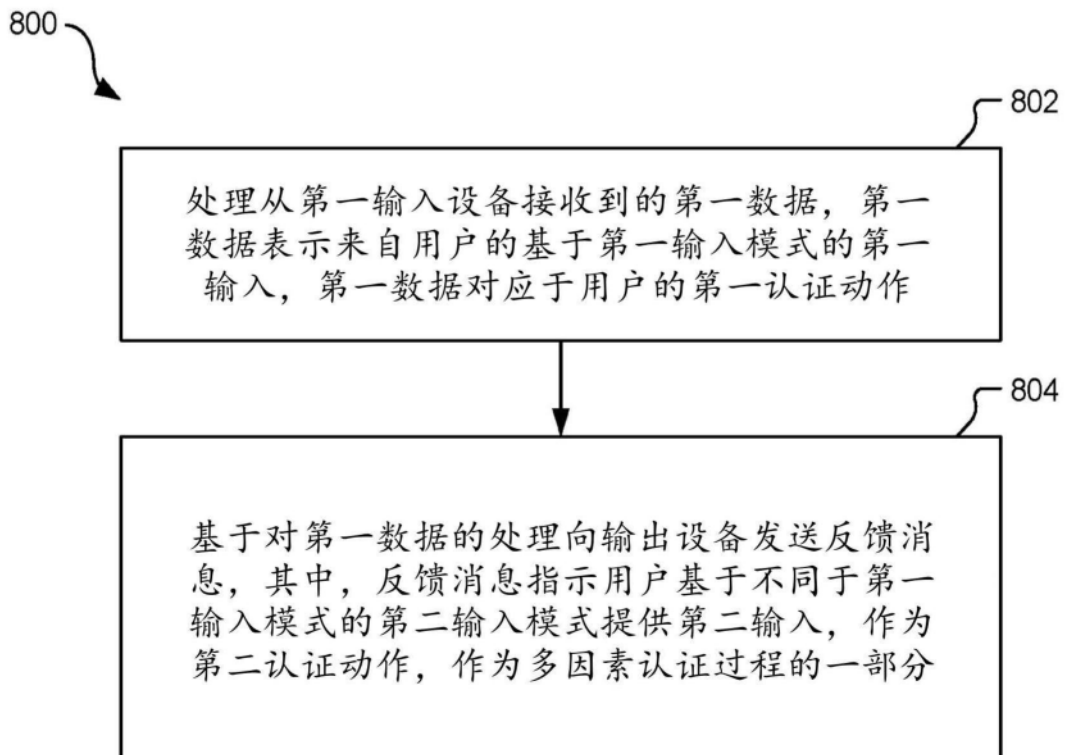 800
802
处理从第一输入设备接收到的第一数据，第一
数据表示来自用户的基于第一输入模式的第一
输入，第一数据对应于用户的第一认证动作
804
基于对第一数据的处理向输出设备发送反馈消
息，其中，反馈消息指示用户基于不同于第一
输入模式的第二输入模式提供第二输入，作为
第二认证动作，作为多因素认证过程的一部分